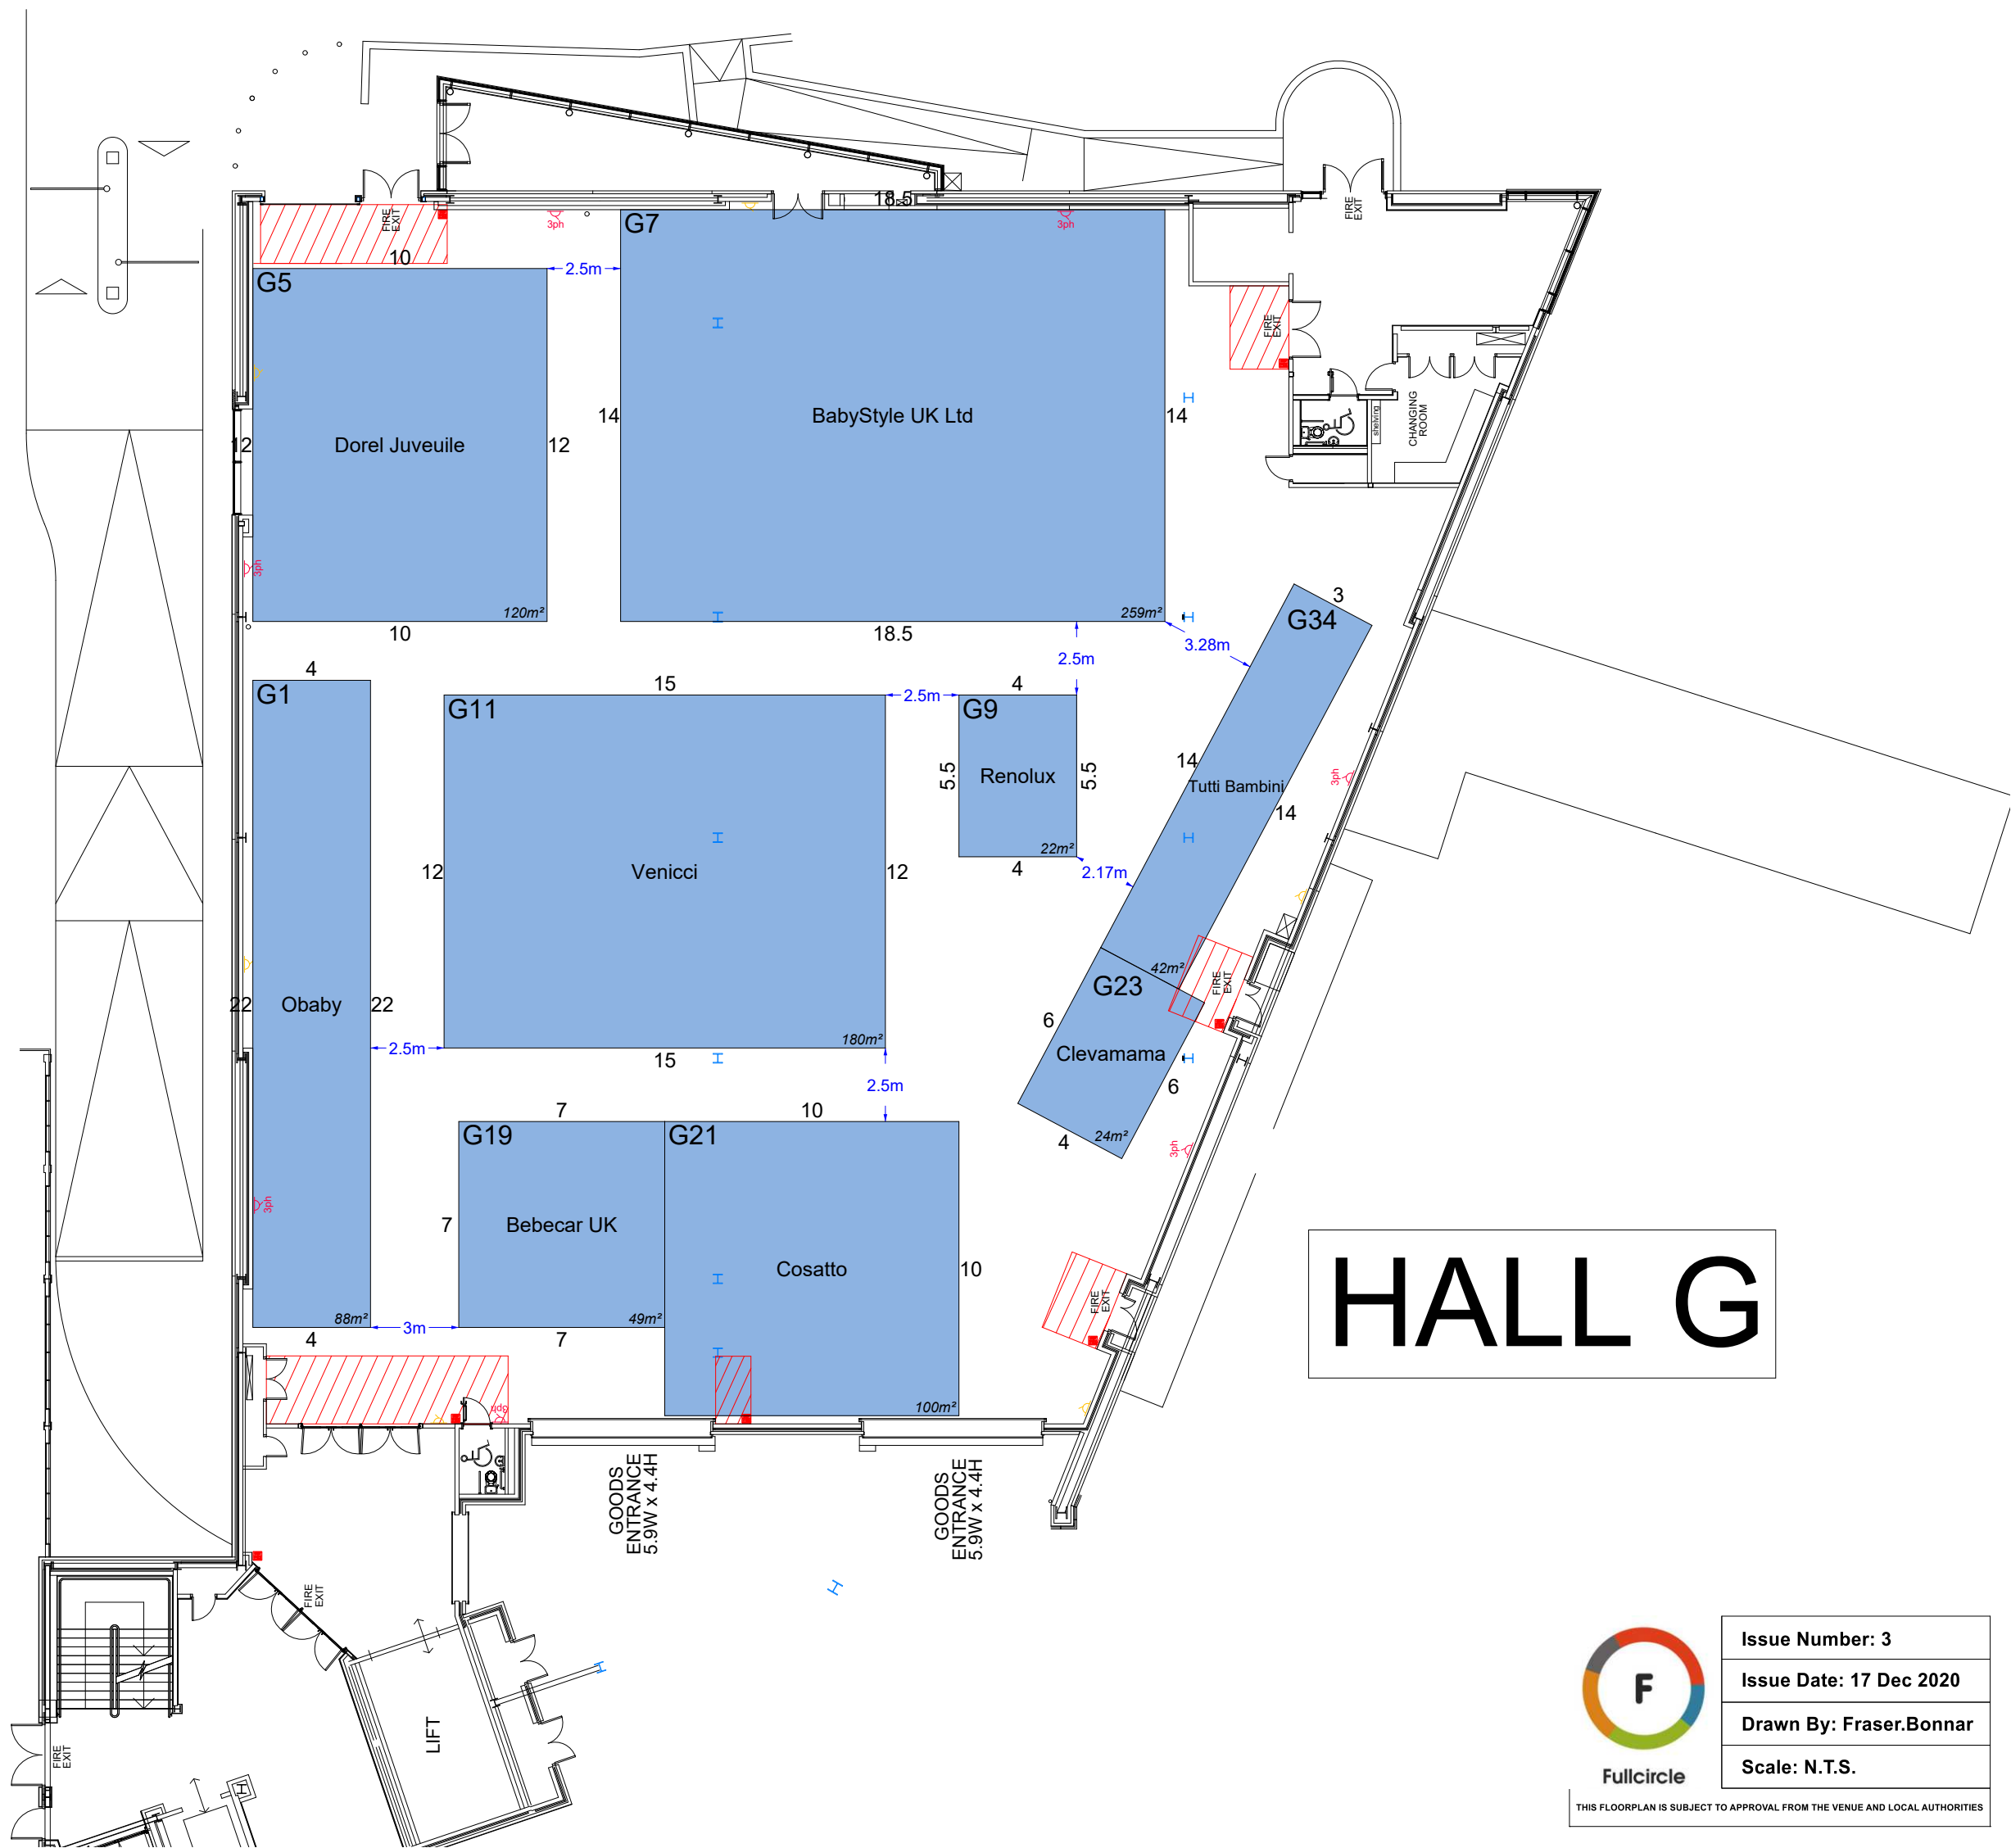 FIRE
EXIT
FIRE
EXIT
18.5
3ph
3ph
G7
10
2.5m
G5
FIRE
EXIT
14
BabyStyle UK Ltd
14
12
Dorel Juveuile
12
shelving
CHANGING
ROOM
3ph
120m²
259m²
10
18.5
3
G34
3.28m
2.5m
4
15
4
G1
G11
2.5m
G9
5.5
Renolux
5.5
14
Tutti Bambini
14
3ph
22m²
4
2.17m
12
Venicci
12
42m²
FIRE
EXIT
G23
22
Obaby
22
6
Clevamama
6
180m²
2.5m
15
2.5m
7
10
G19
G21
4
24m²
3ph
3ph
7
Bebecar UK
Cosatto
10
HALL G
FIRE
EXIT
88m²
3m
49m²
4
7
100m²
3ph
GOODS
ENTRANCE
5.9W x 4.4H
GOODS
ENTRANCE
5.9W x 4.4H
FIRE
EXIT
LIFT
FIRE
EXIT
F
Fullcircle
Issue Number: 3
Issue Date: 17 Dec 2020
Drawn By: Fraser.Bonnar
Scale: N.T.S.
THIS FLOORPLAN IS SUBJECT TO APPROVAL FROM THE VENUE AND LOCAL AUTHORITIES